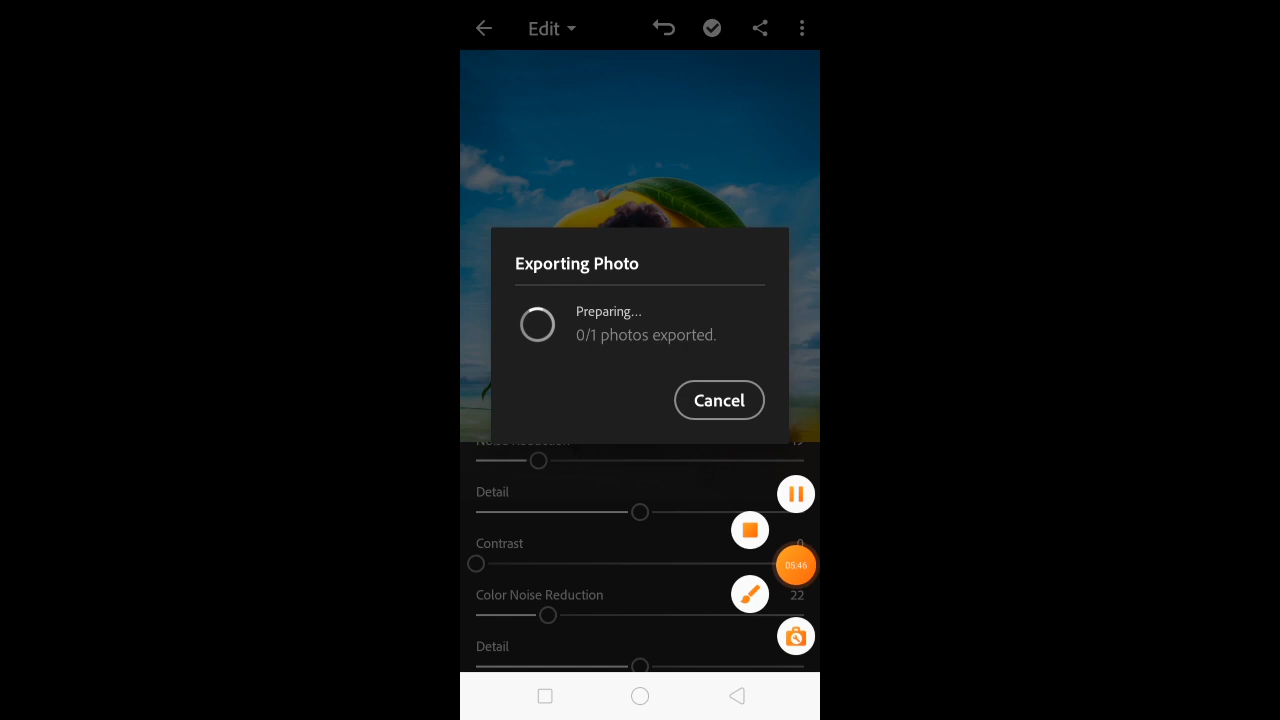 Edit
Exporting Photo
Preparing...
0/1 photos exported.
Cancel
Noise Reduction
Detail
Contrast
0
05:46
Color Noise Reduction
22
Detail